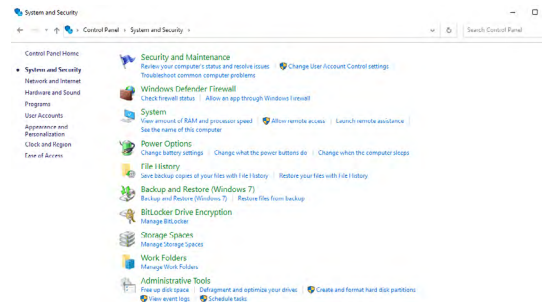 System and Security
Control Panel > System and Security >
Search Control Panel
Control Panel Home
System and Security
Network and Internet
Hardware and Sound
Programs
User Accounts
Appearance and
Personalization
Clock and Region
Ease of Access
Security and Maintenance
Review your computer's status and resolve issues | Change User Account Control settings
Troubleshoot common computer problems
Windows Defender Firewall
Check firewall status | Allow an app through Windows Firewall
System
View amount of RAM and processor speed | Allow remote access | Launch remote assistance
See the name of this computer
Power Options
Change battery settings | Change what the power buttons do | Change when the computer sleeps
File History
Save backup copies of your files with File History | Restore your files with File History
Backup and Restore (Windows 7)
Backup and Restore (Windows 7) | Restore files from backup
BitLocker Drive Encryption
Manage BitLocker
Storage Spaces
Manage Storage Spaces
Work Folders
Manage Work Folders
Administrative Tools
Free up disk space | Defragment and optimize your drives | Create and format hard disk partitions
View event logs | Schedule tasks